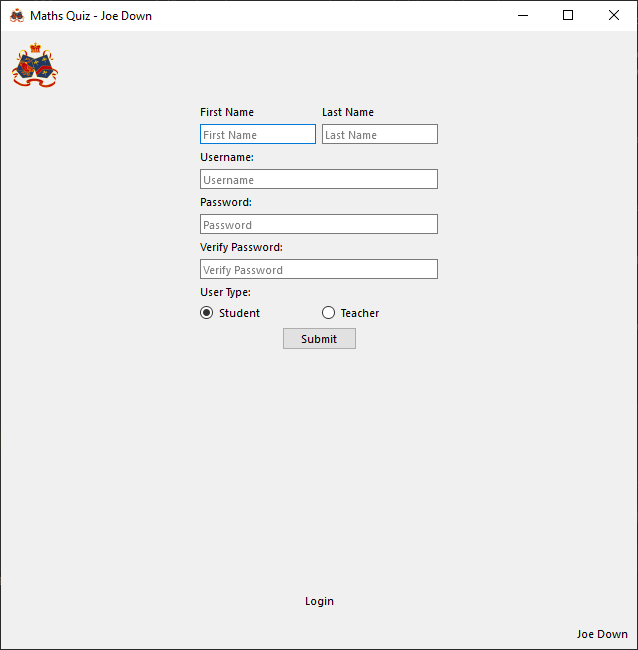 Maths Quiz - Joe Down
First Name Last Name
First Name Last Name
Username:
Username
Password:
Password
Verify Password:
Verify Password
User Type:
Student Teacher
Submit
Login
Joe Down